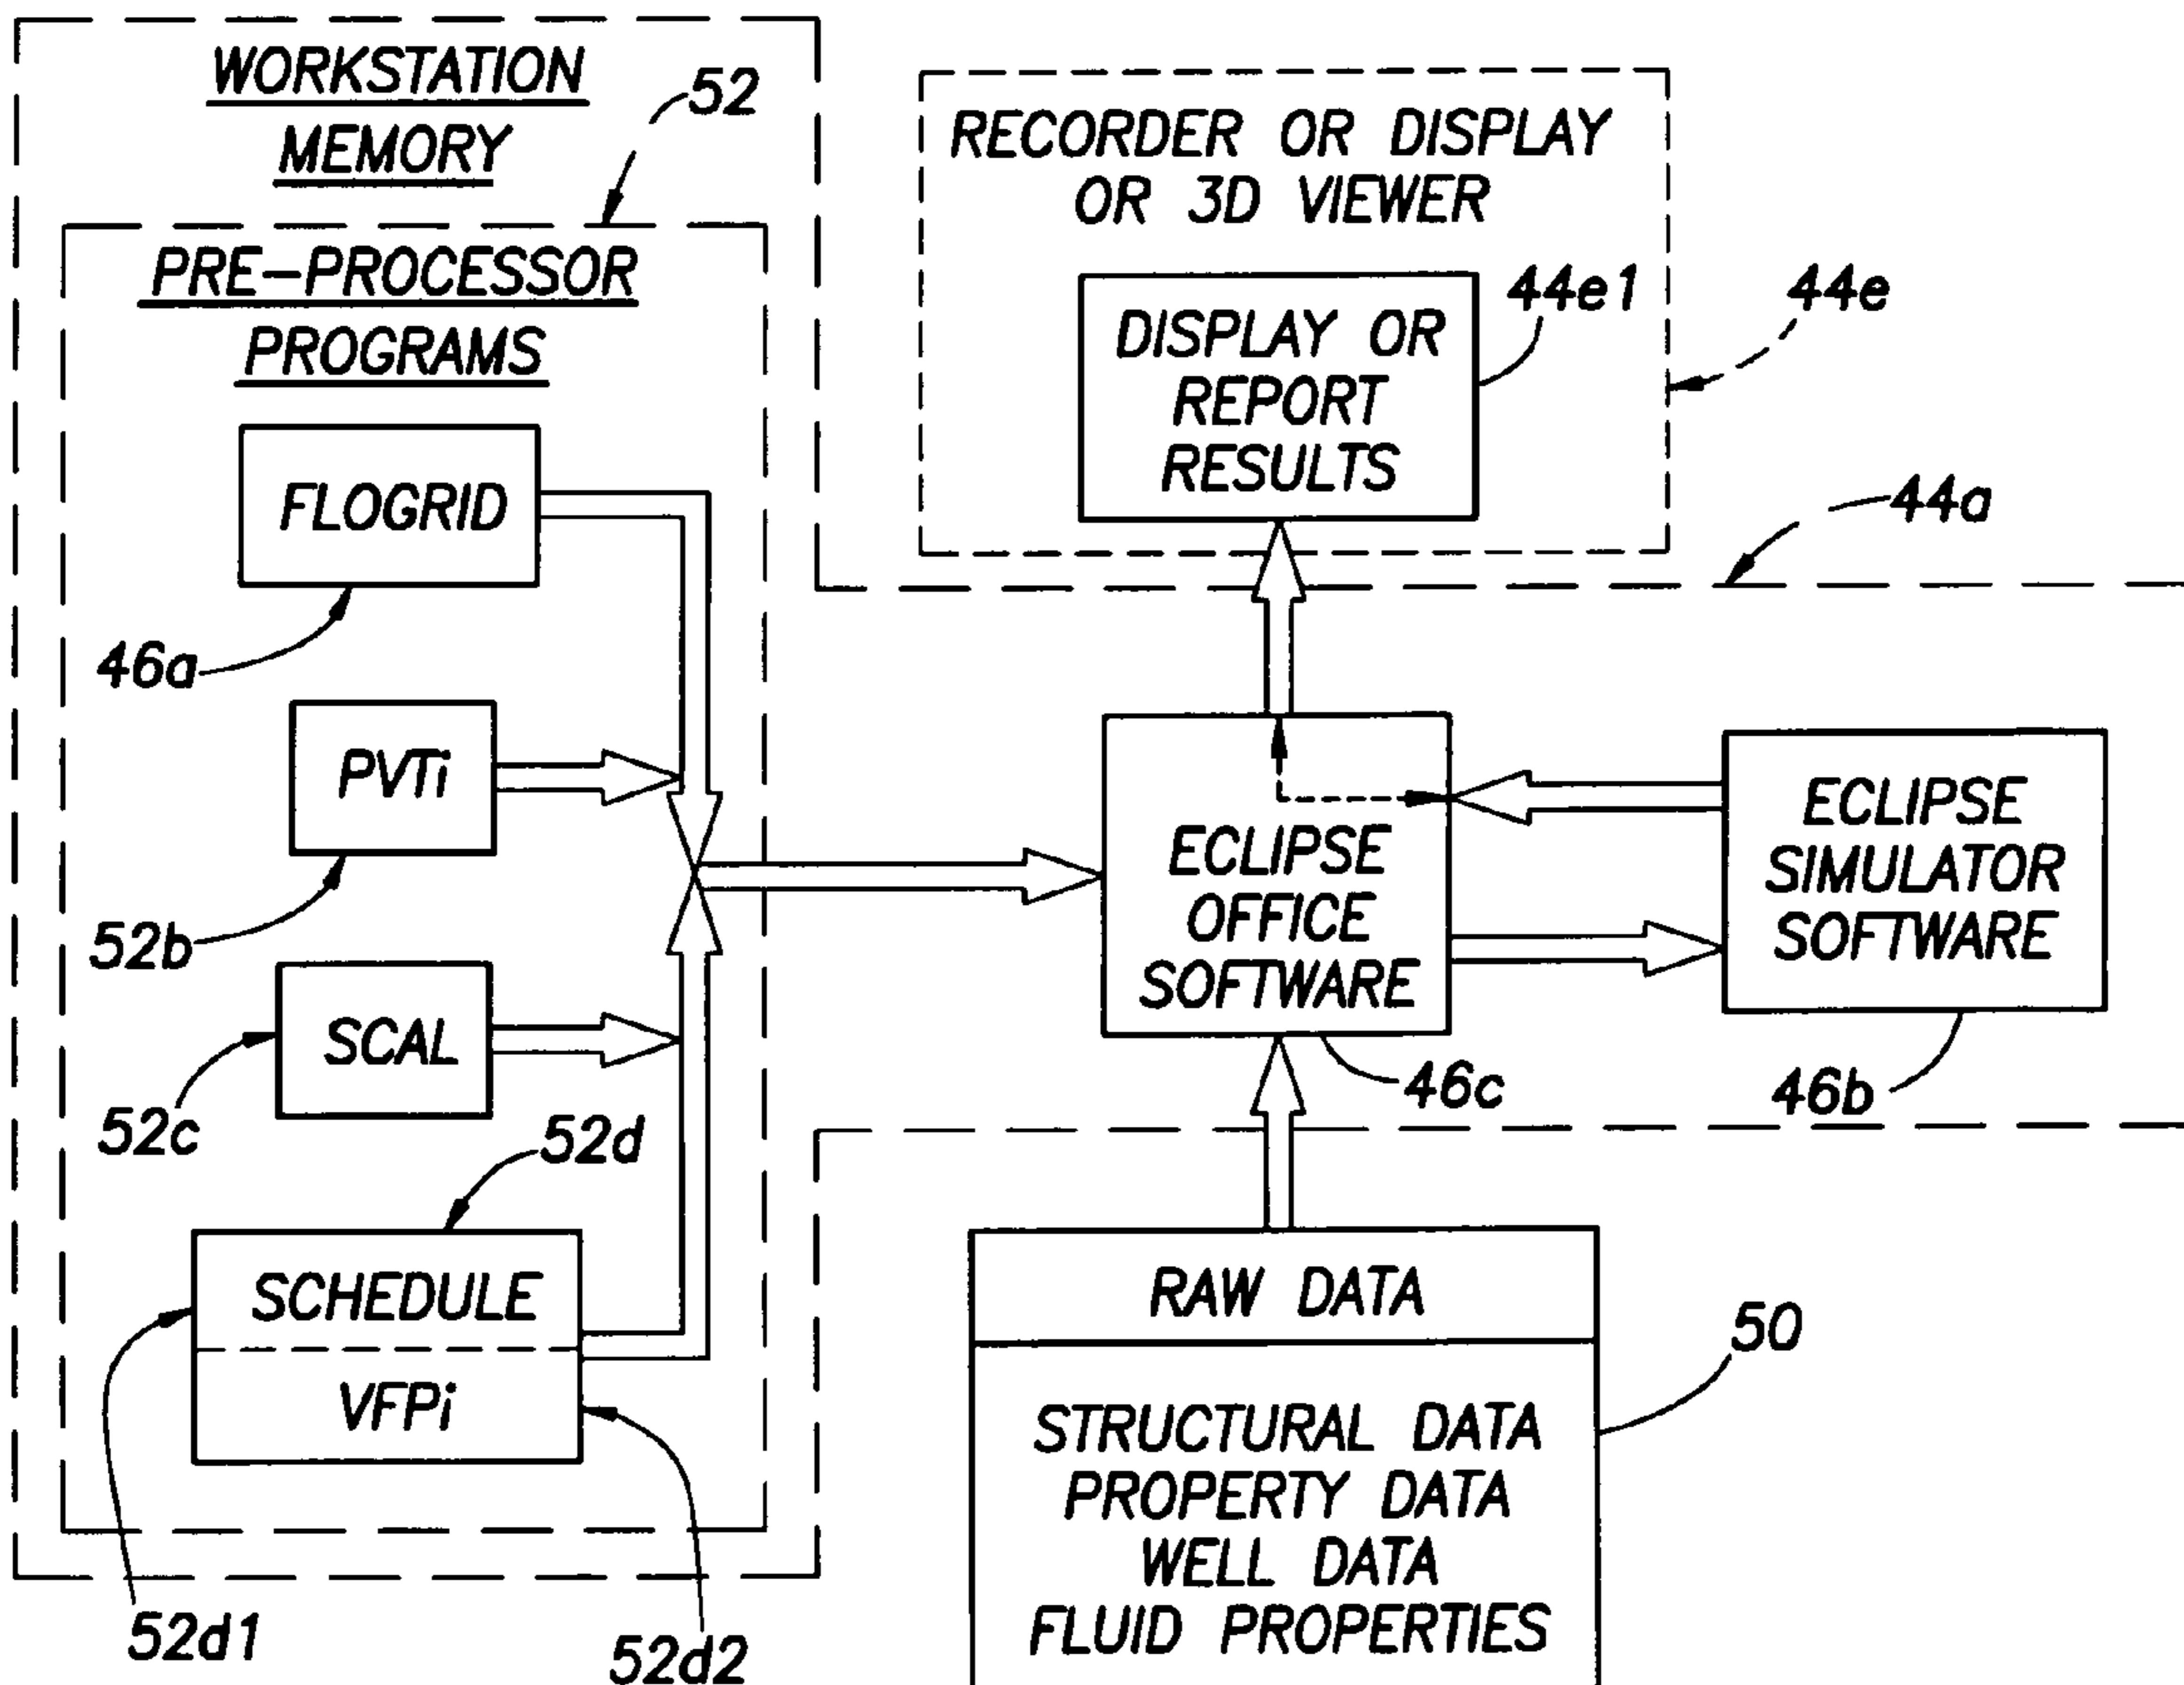 WORKSTATION
MEMORY
52
PRE-PROCESSOR
PROGRAMS
FLOGRID
46a
PVTi
52b
SCAL
52c
52d
SCHEDULE
VFPi
52d1
52d2
RECORDER OR DISPLAY
OR 3D VIEWER
DISPLAY OR
REPORT
RESULTS
44e1
44e
44a
ECLIPSE
OFFICE
SOFTWARE
46c
ECLIPSE
SIMULATOR
SOFTWARE
46b
RAW DATA
50
STRUCTURAL DATA
PROPERTY DATA
WELL DATA
FLUID PROPERTIES